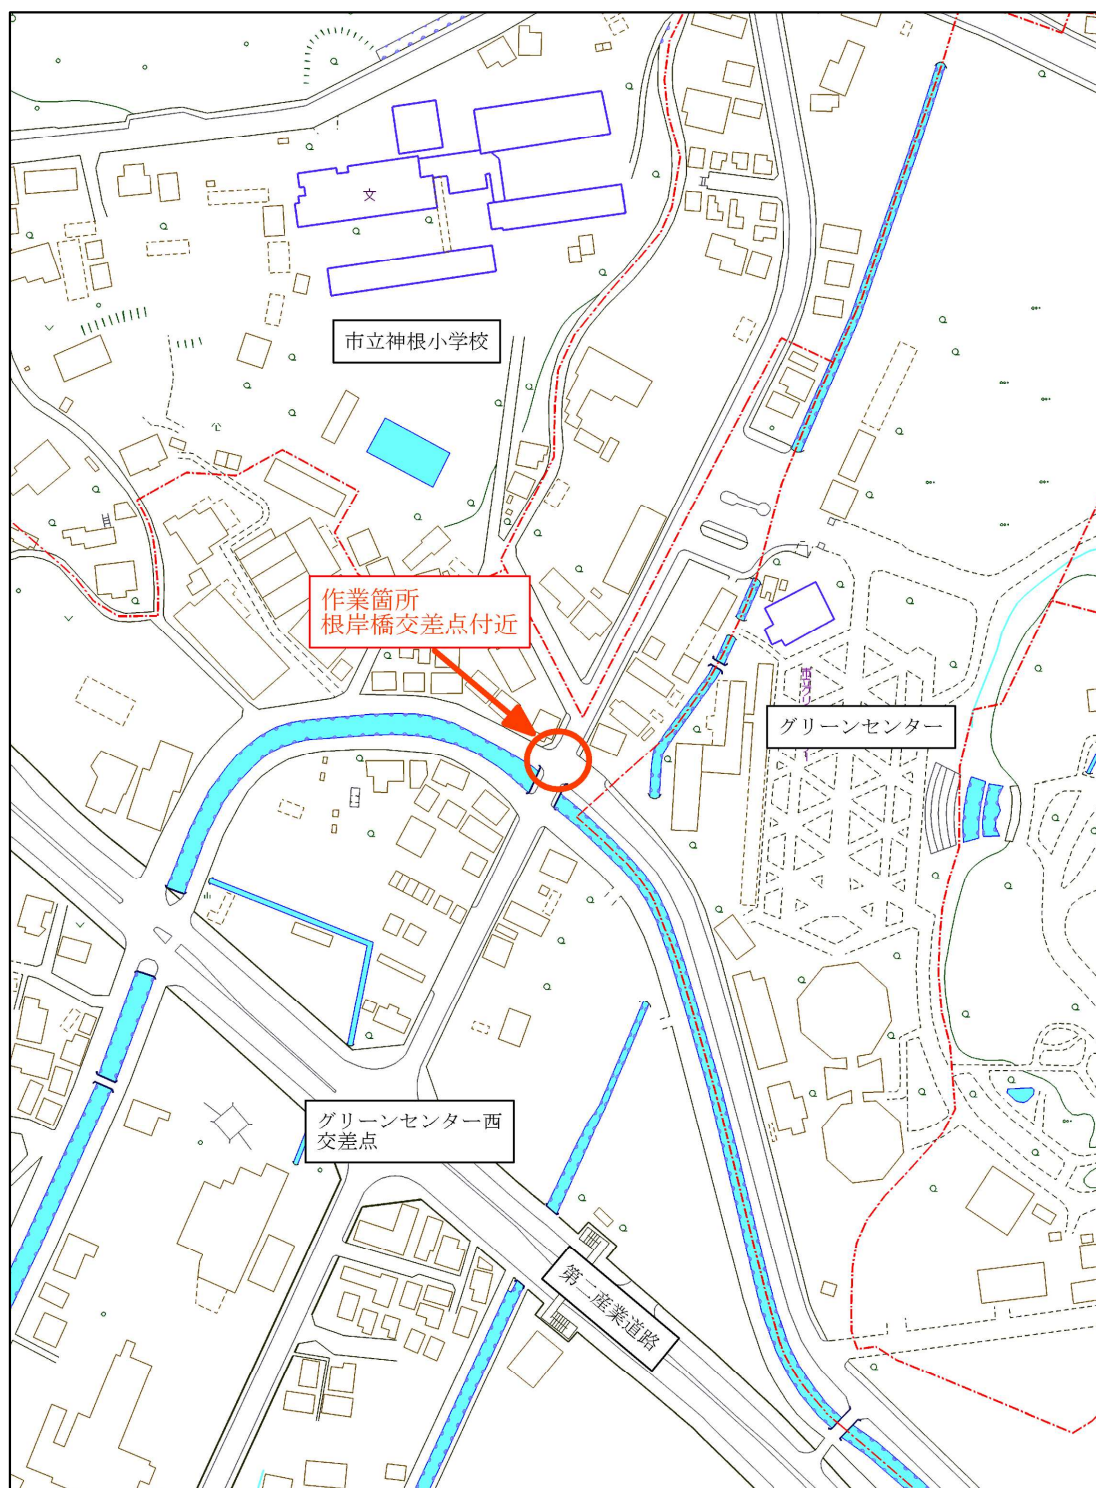 文
市立神根小学校
作業箇所
根岸橋交差点付近
グリーンセンター
グリーンセンター西
交差点
第二産業道路